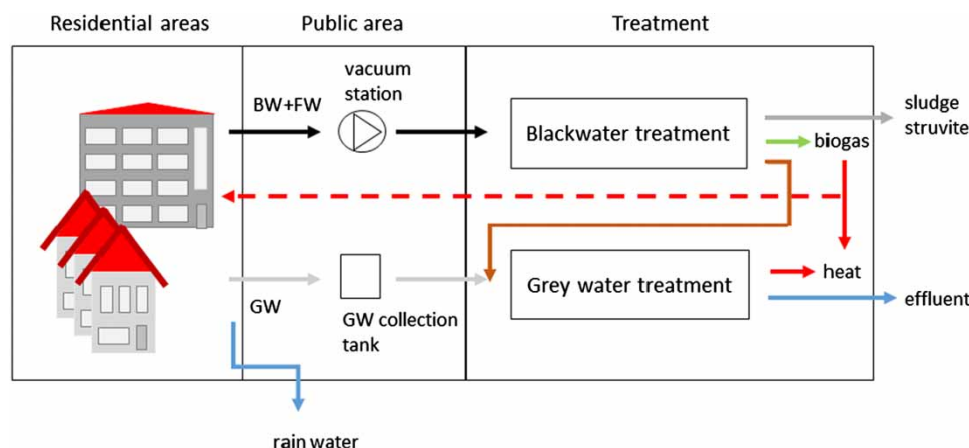 Residential areas
Public area
Treatment
BW+FW
vacuum
station
Blackwater treatment
sludge
struvite
biogas
GW
GW collection
tank
Grey water treatment
heat
effluent
rain water